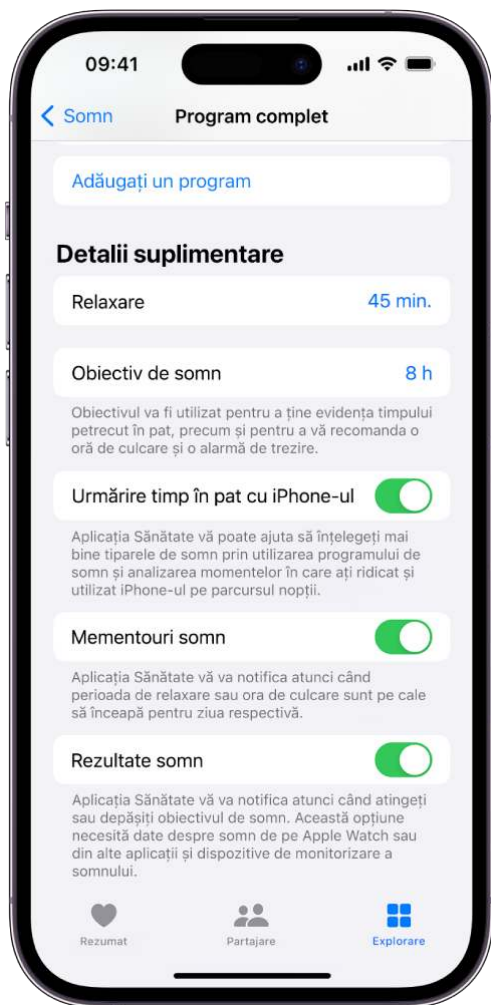 09:41
Somn
Program complet
Adăugați un program
Detalii suplimentare
Relaxare 45 min.
Obiectiv de somn 8 h
Obiectivul va fi utilizat pentru a ține evidența timpului
petrecut în pat, precum și pentru a vă recomanda o
oră de culcare și o alarmă de trezire.
Urmărire timp în pat cu iPhone-ul
Aplicația Sănătate vă poate ajuta să înțelegeți mai
bine tiparele de somn prin utilizarea programului de
somn și analizarea momentelor în care ați ridicat și
utilizat iPhone-ul pe parcursul nopții.
Mementouri somn
Aplicația Sănătate vă va notifica atunci când
perioada de relaxare sau ora de culcare sunt pe cale
să înceapă pentru ziua respectivă.
Rezultate somn
Aplicația Sănătate vă va notifica atunci când atingeți
sau depășiți obiectivul de somn. Această opțiune
necesită date despre somn de pe Apple Watch sau
din alte aplicații și dispozitive de monitorizare a
somnului.
Rezumat
Partajare
Explorare